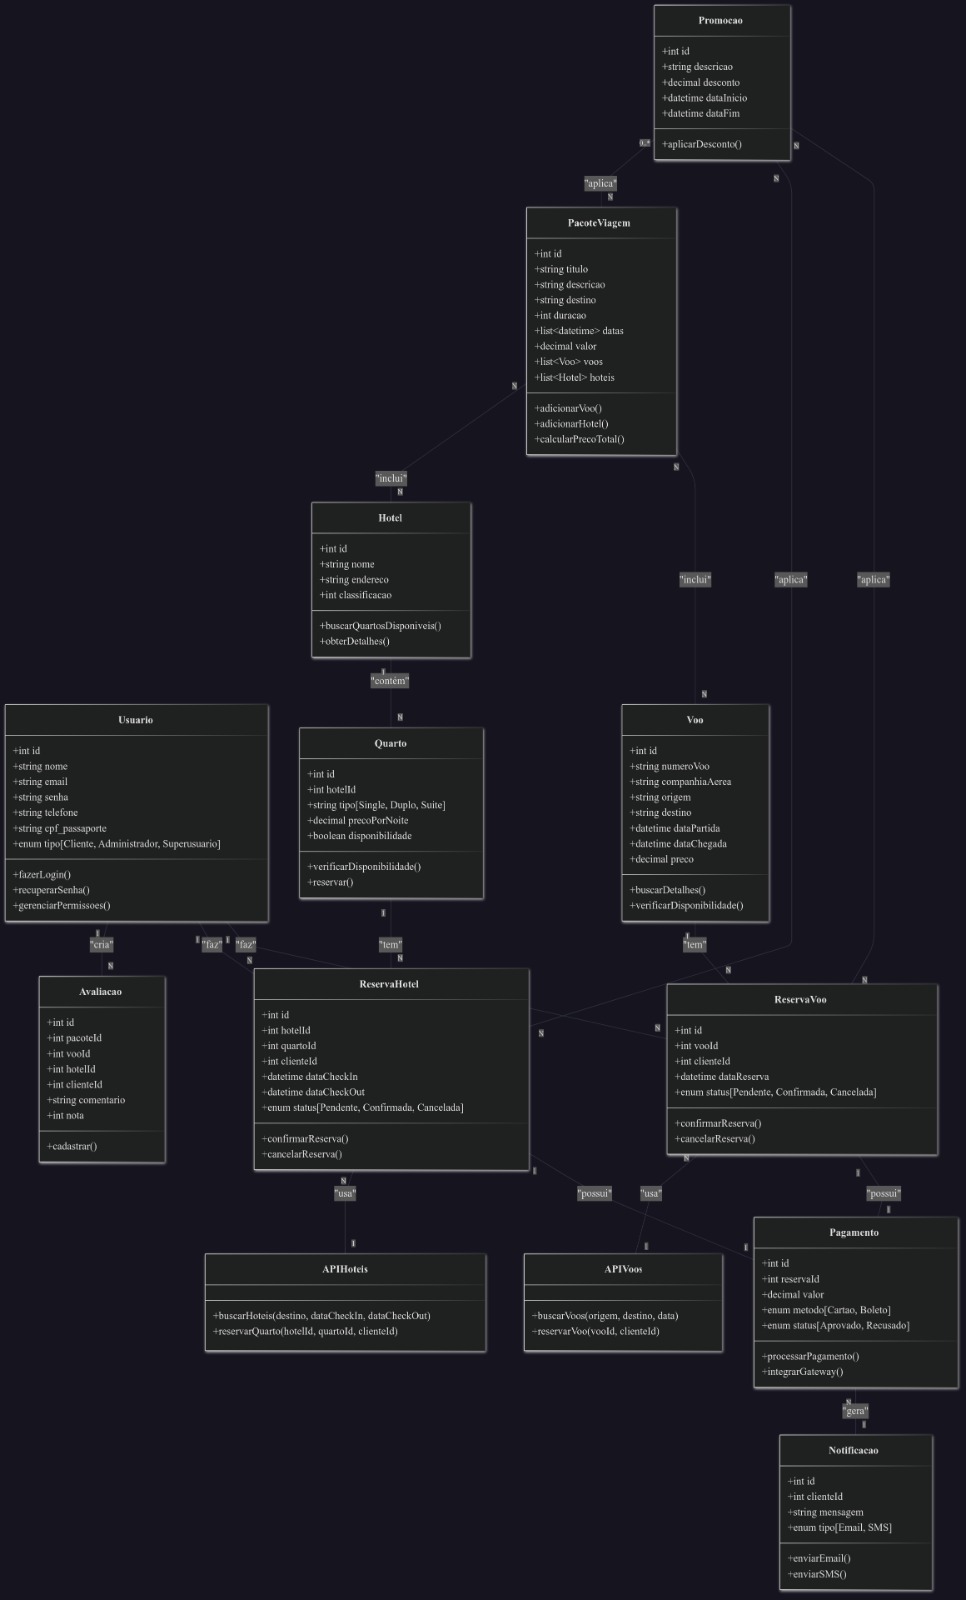 Promocao
+int id
+string descricao
+decimal desconto
+datetime dataInicio
+datetime dataFim
+aplicarDesconto()
0..*
N
N
"aplica"
N
PacoteViagem
+int id
+string titulo
+string descricao
+string destino
+int duracao
+list<datetime> datas
+decimal valor
+list<Voo> voos
+list<Hotel> hoteis
+adicionarVoo()
+adicionarHotel()
+calcularPrecoTotal()
N
N
"inclui"
N
"inclui"
"aplica"
"aplica"
Hotel
+int id
+string nome
+string endereco
+int classificacao
+buscarQuartosDisponiveis()
+obterDetalhes()
1
"contém"
N
N
Usuario
+int id
+string nome
+string email
+string senha
+string telefone
+string cpf_passaporte
+enum tipo[Cliente, Administrador, Superusuario]
+fazerLogin()
+recuperarSenha()
+gerenciarPermissoes()
Quarto
+int id
+int hotelId
+string tipo[Single, Duplo, Suite]
+decimal precoPorNoite
+boolean disponibilidade
+verificarDisponibilidade()
+reservar()
Voo
+int id
+string numeroVoo
+string companhiaAerea
+string origem
+string destino
+datetime dataPartida
+datetime dataChegada
+decimal preco
+buscarDetalhes()
+verificarDisponibilidade()
1
"cria"
N
1
"faz"
1
"faz"
N
1
"tem"
N
1
"tem"
N
N
Avaliacao
+int id
+int pacoteId
+int vooId
+int hotelId
+int clienteId
+string comentario
+int nota
+cadastrar()
ReservaHotel
+int id
+int hotelId
+int quartoId
+int clienteId
+datetime dataCheckIn
+datetime dataCheckOut
+enum status[Pendente, Confirmada, Cancelada]
+confirmarReserva()
+cancelarReserva()
N
N
ReservaVoo
+int id
+int vooId
+int clienteId
+datetime dataReserva
+enum status[Pendente, Confirmada, Cancelada]
+confirmarReserva()
+cancelarReserva()
N
"usa"
1
1
"possui"
1
N
"usa"
1
1
"possui"
1
APIHoteis
+buscarHoteis(destino, dataCheckIn, dataCheckOut)
+reservarQuarto(hotelId, quartoId, clienteId)
APIVoos
+buscarVoos(origem, destino, data)
+reservarVoo(vooId, clienteId)
Pagamento
+int id
+int reservaId
+decimal valor
+enum metodo[Cartao, Boleto]
+enum status[Aprovado, Recusado]
+processarPagamento()
+integrarGateway()
N
"gera"
1
Notificacao
+int id
+int clienteId
+string mensagem
+enum tipo[Email, SMS]
+enviarEmail()
+enviarSMS()